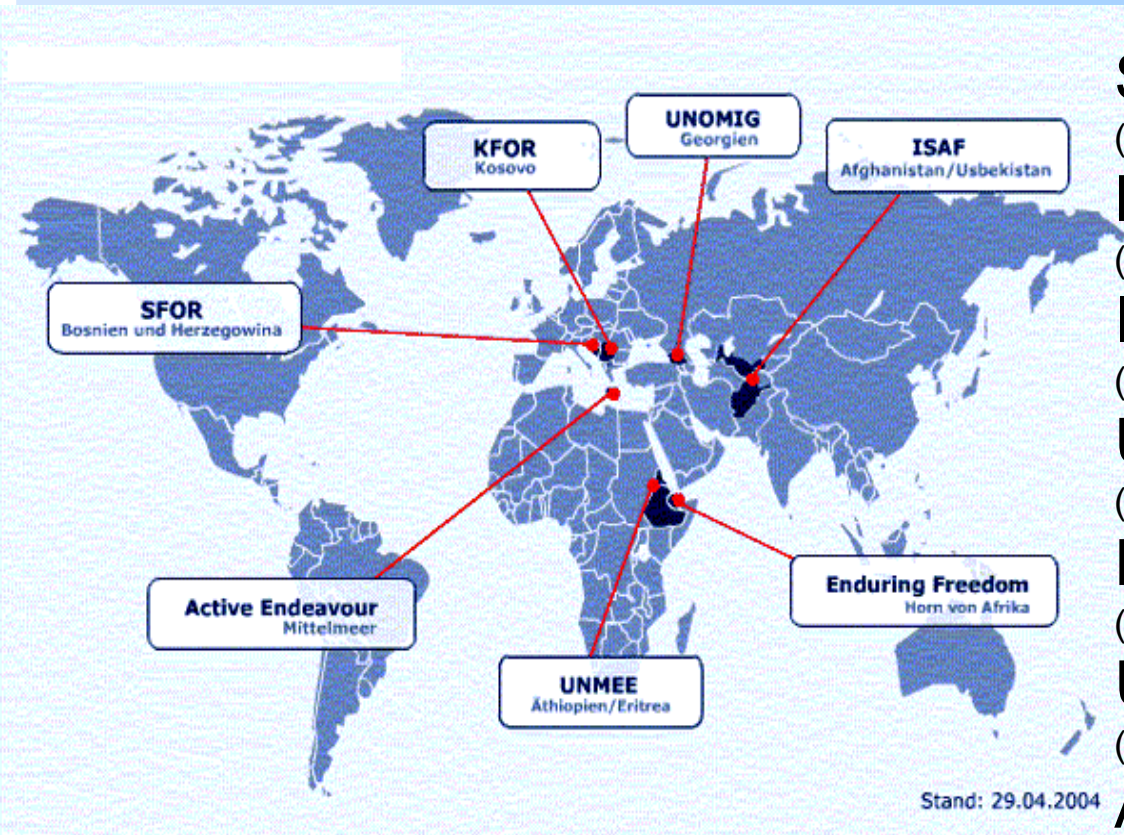 UNOMIG
Georgien
KFOR
Kosovo
ISAF
Afghanistan/Usbekistan
SFOR
Bosnien und Herzegowina
Enduring Freedom
Horn von Afrika
Active Endeavour
Mittelmeer
UNMEE
Äthiopien/Eritrea
Stand: 29.04.2004